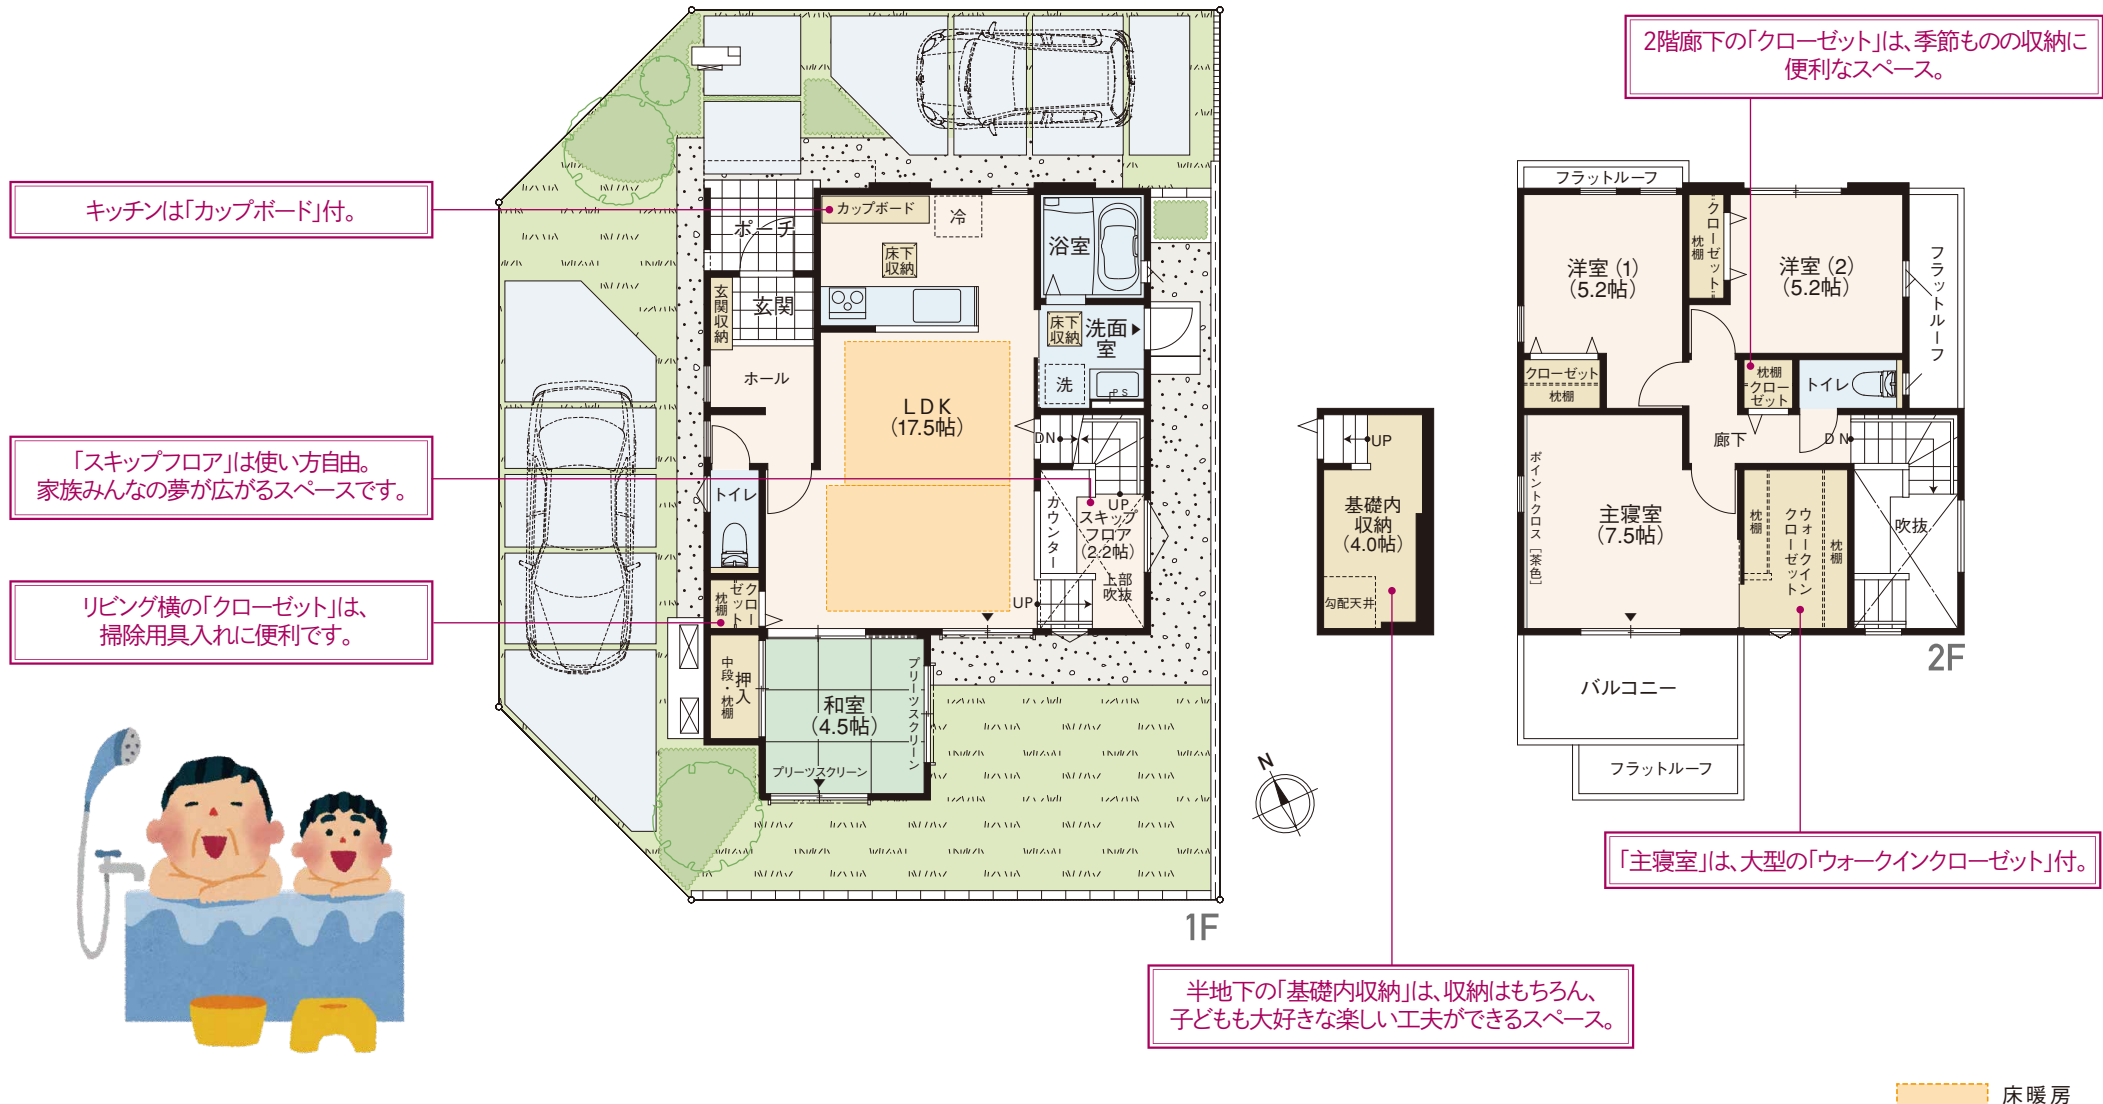 2階廊下の「クローゼット」は、季節ものの収納に
便利なスペース。
キッチンは「カップボード」付。
「スキップフロア」は使い方自由。
家族みんなの夢が広がるスペースです。
リビング横の「クローゼット」は、
掃除用具入れに便利です。
ポーチ
カップボード
冷
床下
収納
浴室
玄関
玄関収納
床下
収納
洗面
室
洗
PS
ホール
LDK
(17.5帖)
DN
トイレ
カウンター
UP
スキップ
フロア
(2.2帖)
上部
吹抜
UP
クローゼット
枕棚
押入
中段・枕棚
和室
(4.5帖)
プリーツスクリーン
プリーツスクリーン
1F
N
UP
基礎内
収納
(4.0帖)
勾配天井
フラットルーフ
洋室(1)
(5.2帖)
クローゼット
枕棚
洋室(2)
(5.2帖)
フラットルーフ
クローゼット
枕棚
枕棚
クロー
ゼット
トイレ
廊下
DN
ポイントクロス[茶色]
主寝室
(7.5帖)
枕棚
ウォークイン
クローゼット
枕棚
吹抜
2F
バルコニー
フラットルーフ
「主寝室」は、大型の「ウォークインクローゼット」付。
半地下の「基礎内収納」は、収納はもちろん、
子どもも大好きな楽しい工夫ができるスペース。
床暖房